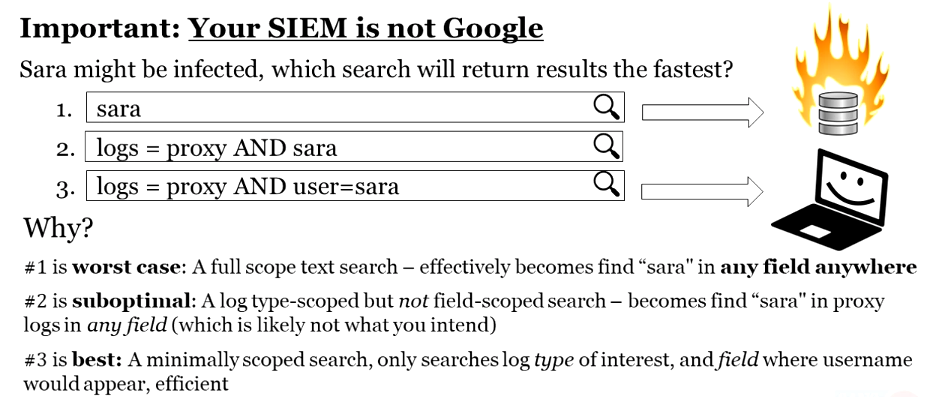 Important: Your SIEM is not Google
Sara might be infected, which search will return results the fastest?
1. sara
2. logs = proxy AND sara
3. logs = proxy AND user=sara
Why?
#1 is worst case: A full scope text search – effectively becomes find “sara" in any field anywhere
#2 is suboptimal: A log type-scoped but not field-scoped search – becomes find “sara" in proxy
logs in any field (which is likely not what you intend)
#3 is best: A minimally scoped search, only searches log type of interest, and field where username
would appear, efficient